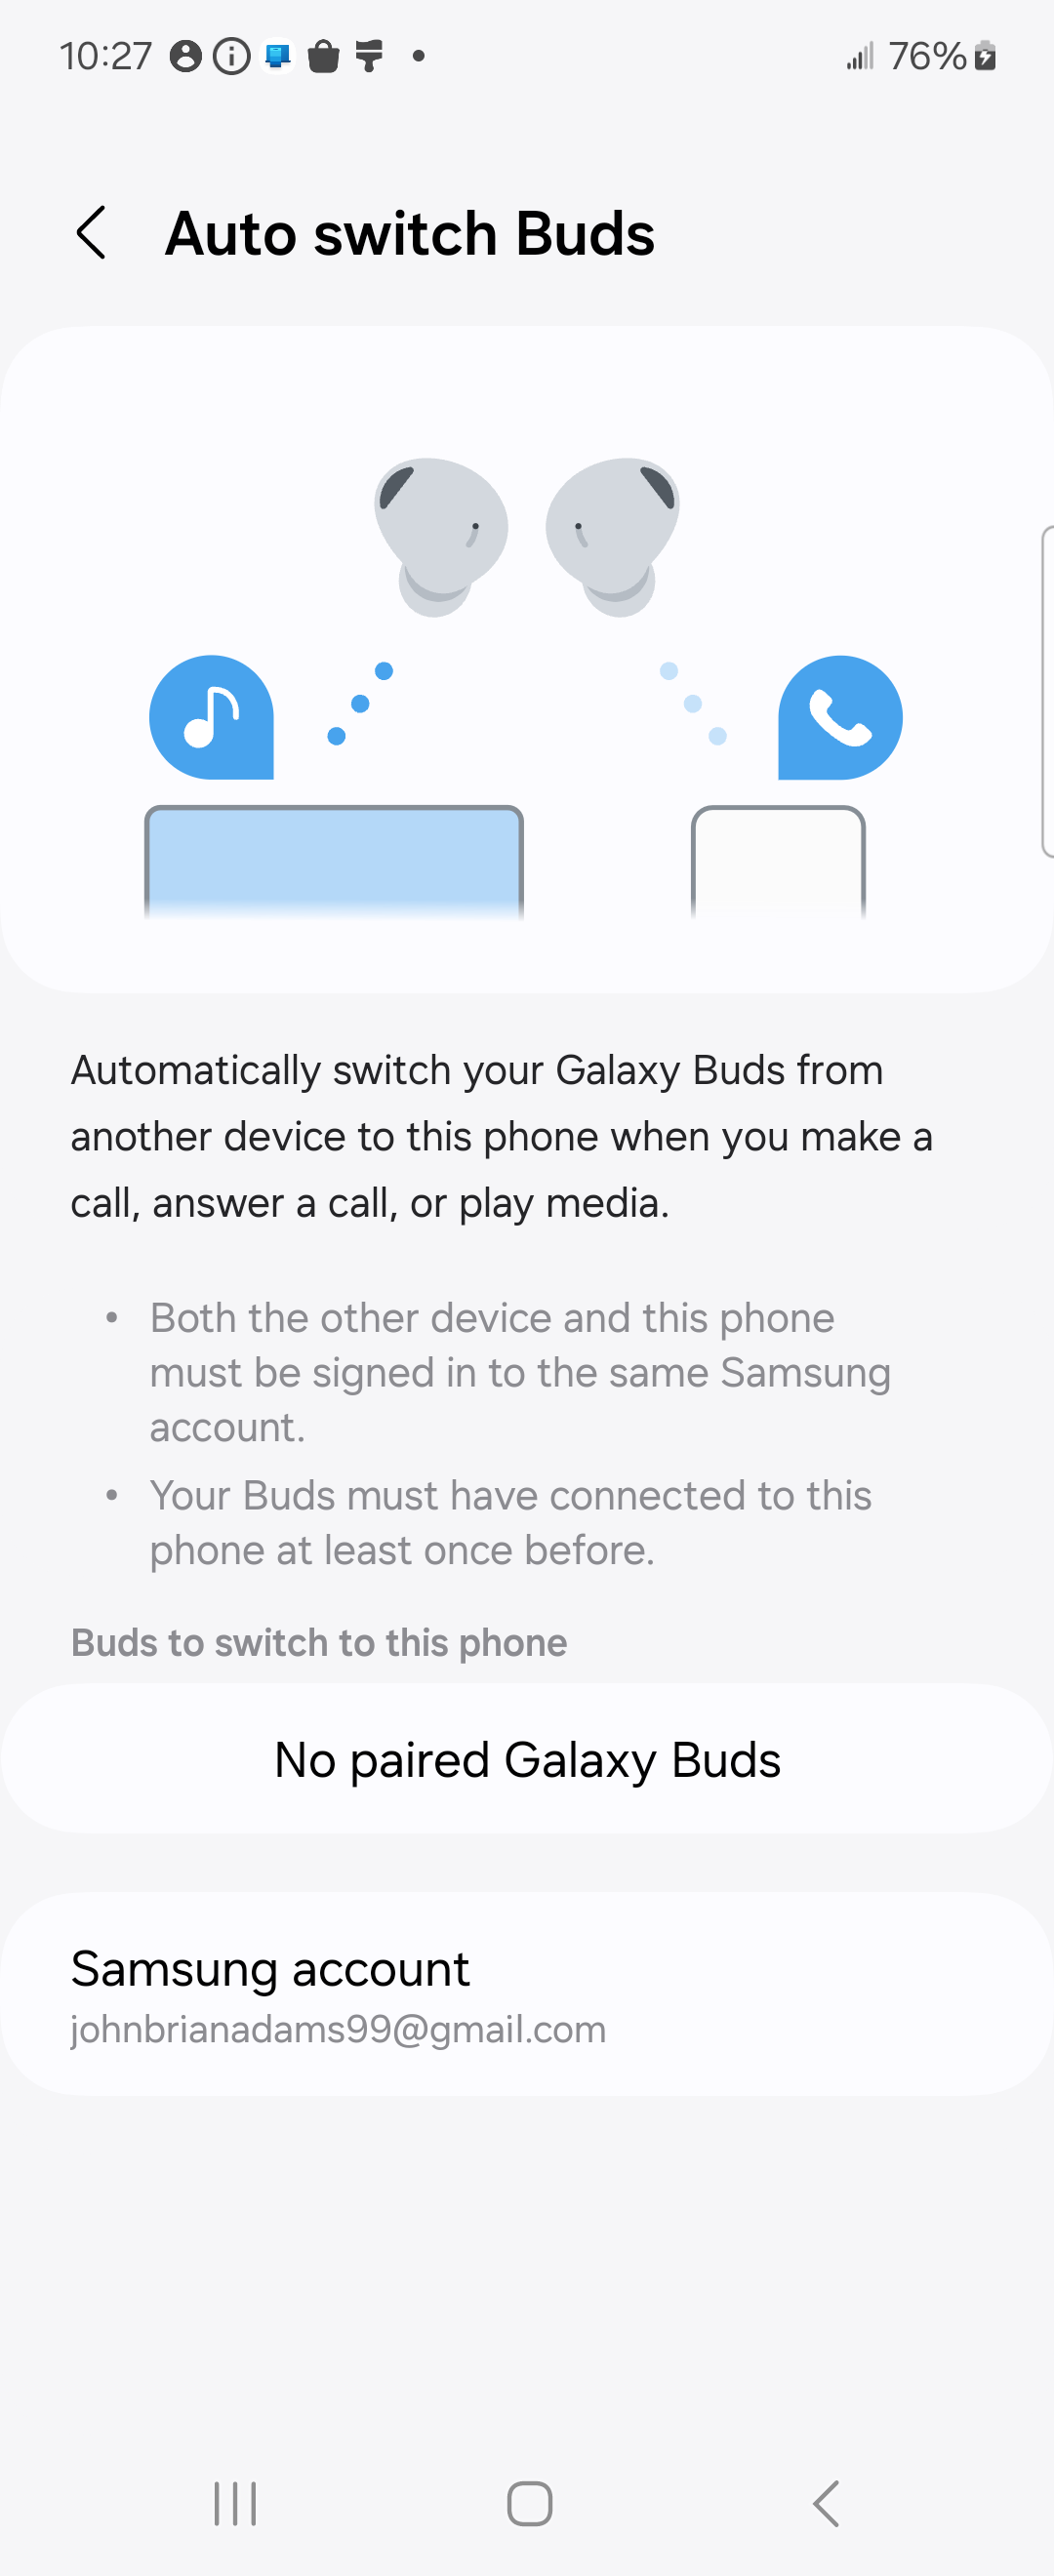 10:27
76%
Auto switch Buds
Automatically switch your Galaxy Buds from
another device to this phone when you make a
call, answer a call, or play media.
• Both the other device and this phone
must be signed in to the same Samsung
account.
• Your Buds must have connected to this
phone at least once before.
Buds to switch to this phone
No paired Galaxy Buds
Samsung account
johnbrianadams99@gmail.com